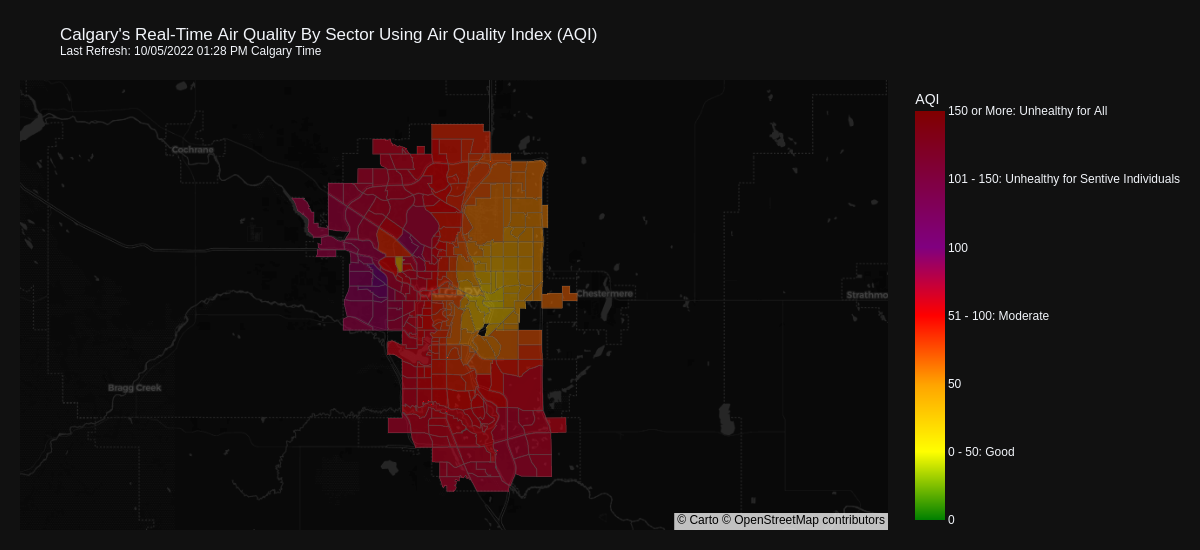 Calgary's Real-Time Air Quality By Sector Using Air Quality Index (AQI)
Last Refresh: 10/05/2022 01:28 PM Calgary Time
AQI
150 or More: Unhealthy for All
101 - 150: Unhealthy for Sentive Individuals
100
51 - 100: Moderate
50
0 - 50: Good
0
Cochrane
CALGARY
Chestermere
Strathmo
Bragg Creek
© Carto © OpenStreetMap contributors